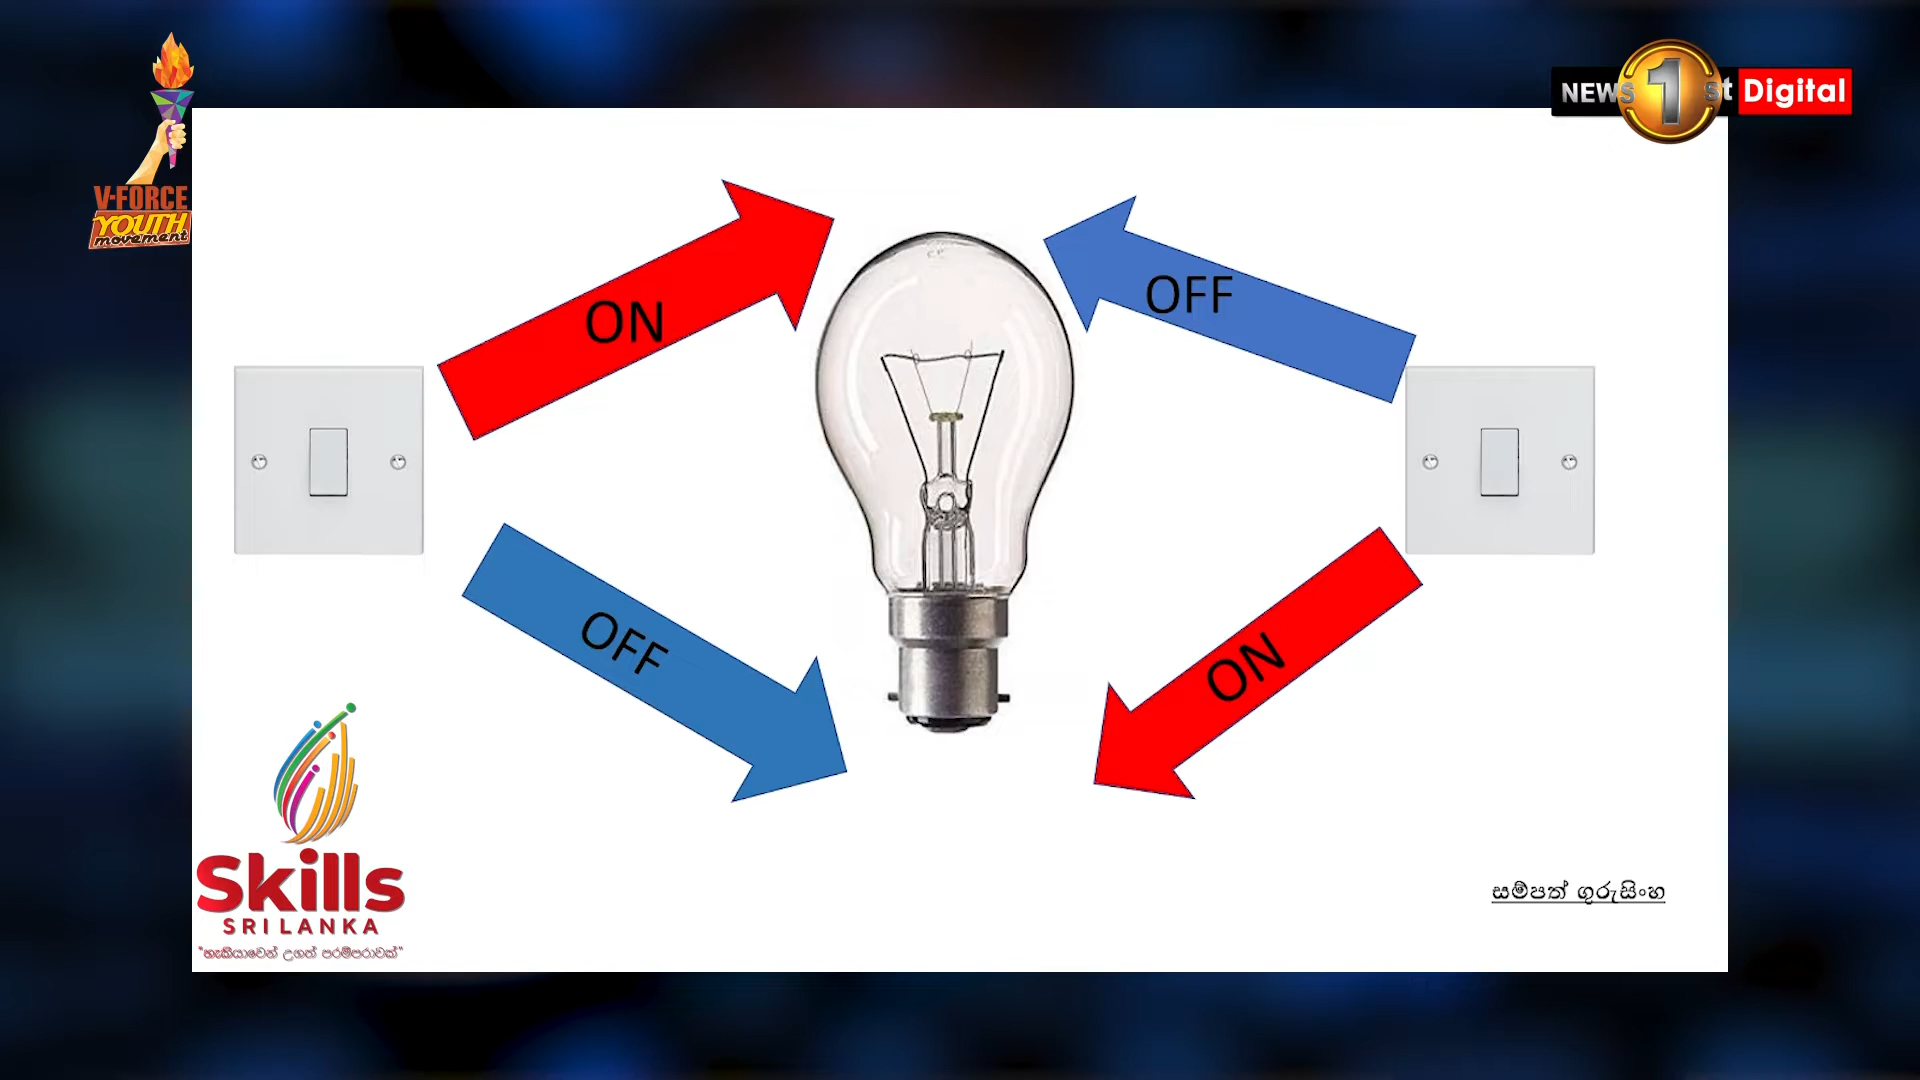 V-FORCE
YOUTH
movement
NEWS 1st Digital
ON
OFF
OFF
ON
Skills
SRI LANKA
"හැකියාවෙන් උගත් පරම්පරාවක්"
සම්පත් ගුරුසිංහ